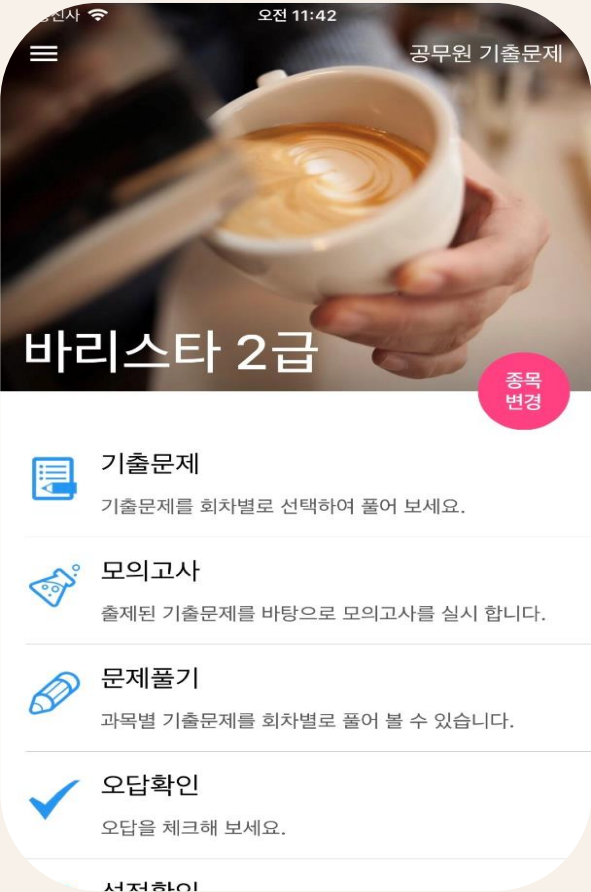 오전 11:42
공무원 기출문제
바리스타 2급
종목
변경
기출문제
기출문제를 회차별로 선택하여 풀어 보세요.
모의고사
출제된 기출문제를 바탕으로 모의고사를 실시 합니다.
문제풀기
과목별 기출문제를 회차별로 풀어 볼 수 있습니다.
오답확인
오답을 체크해 보세요.